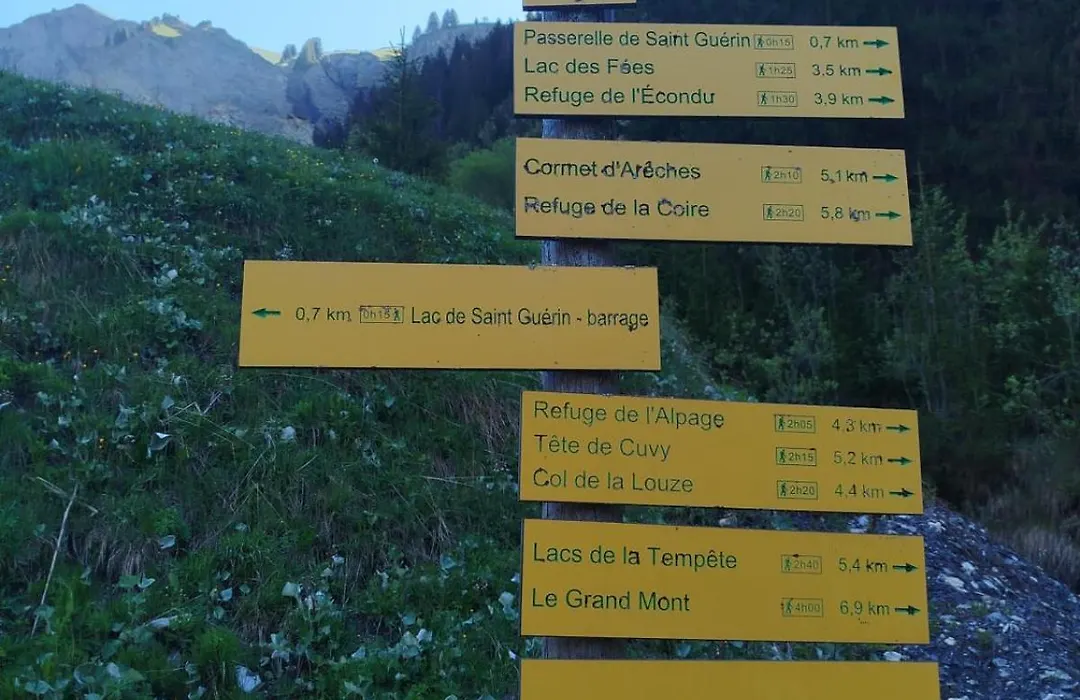 Passerelle de Saint Guérin 0h15 0,7 km
Lac des Fées 1h25 3,5 km
Refuge de l'Écondu 1h30 3,9 km
Cormet d'Arêches 2h10 5,1 km
Refuge de la Coire 2h20 5,8 km
0,7 km 0h15 Lac de Saint Guérin - barrage
Refuge de l'Alpage 2h05 4,3 km
Tête de Cuvy 2h15 5,2 km
Col de la Louze 2h20 4,4 km
Lacs de la Tempête 2h40 5,4 km
Le Grand Mont 4h00 6,9 km